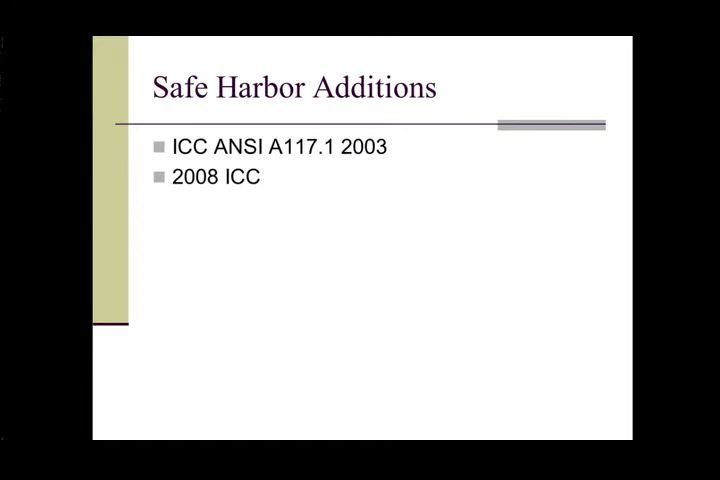 Safe Harbor Additions
ICC ANSI A117.1 2003
2008 ICC